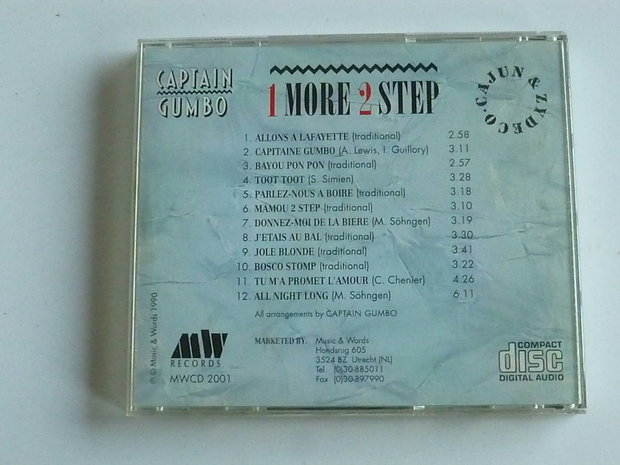 CAPTAIN
GUMBO
1 MORE 2 STEP
CAJUN & ZYDECO
1. ALLONS A LAFAYETTE (traditional) 2.58
2. CAPITAINE GUMBO (A. Lewis, I. Guillory) 3.11
3. BAYOU PON PON (traditional) 2.57
4. TOOT TOOT (S. Simien) 3.28
5. PARLEZ-NOUS A BOIRE (traditional) 3.18
6. MAMOU 2 STEP (traditional) 3.10
7. DONNEZ-MOI DE LA BIERE (M. Söhngen) 3.19
8. J'ETAIS AU BAL (traditional) 3.30
9. JOLE BLONDE (traditional) 3.41
10. BOSCO STOMP (traditional) 3.22
11. TU M'A PROMET L'AMOUR (C. Chenier) 4.26
12. ALL NIGHT LONG (M. Söhngen) 6.11
All arrangements by CAPTAIN GUMBO
℗ © Music & Words 1990
MW
RECORDS
MWCD 2001
MARKETED BY: Music & Words
Hoedsrug 605
3524 BZ Utrecht (NL)
Tel. (0)30-885011
Fax (0)30-897990
COMPACT
disc
DIGITAL AUDIO